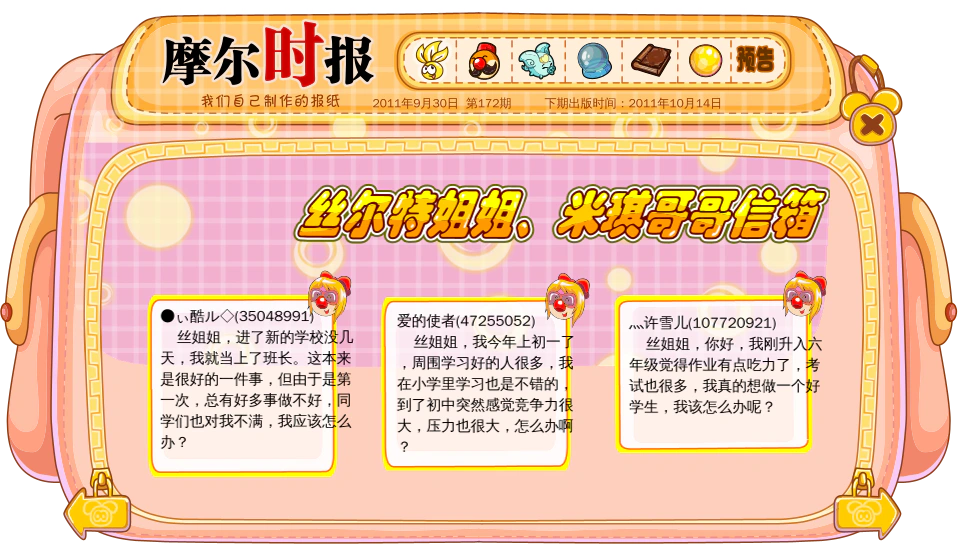 摩尔时报
预告
我们自己制作的报纸
2011年9月30日 第172期 下期出版时间：2011年10月14日
丝尔特姐姐、米琪哥哥信箱
●ぃ酷ル◇(35048991)
丝姐姐，进了新的学校没几
天，我就当上了班长。这本来
是很好的一件事，但由于是第
一次，总有好多事做不好，同
学们也对我不满，我应该怎么
办？
爱的使者(47255052)
丝姐姐，我今年上初一了
，周围学习好的人很多，我
在小学里学习也是不错的，
到了初中突然感觉竞争力很
大，压力也很大，怎么办啊
？
灬许雪儿(107720921)
丝姐姐，你好，我刚升入六
年级觉得作业有点吃力了，考
试也很多，我真的想做一个好
学生，我该怎么办呢？